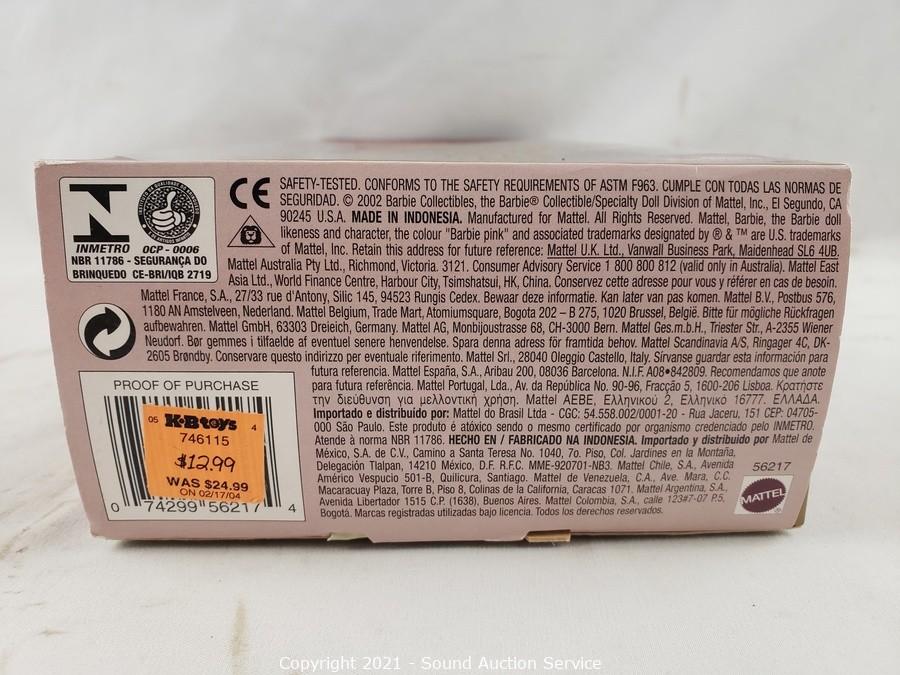 INMETRO
OCP - 0006
NBR 11786 - SEGURANÇA DO
BRINQUEDO CE-BRI/IQB 2719
CE
SAFETY-TESTED. CONFORMS TO THE SAFETY REQUIREMENTS OF ASTM F963. CUMPLE CON TODAS LAS NORMAS DE
SEGURIDAD. © 2002 Barbie Collectibles, the Barbie® Collectible/Specialty Doll Division of Mattel, Inc., El Segundo, CA
90245 U.S.A. MADE IN INDONESIA. Manufactured for Mattel. All Rights Reserved. Mattel, Barbie, the Barbie doll
likeness and character, the colour "Barbie pink" and associated trademarks designated by ® & ™ are U.S. trademarks
of Mattel, Inc. Retain this address for future reference: Mattel U.K. Ltd., Vanwall Business Park, Maidenhead SL6 4UB.
Mattel Australia Pty Ltd., Richmond, Victoria. 3121. Consumer Advisory Service 1 800 800 812 (valid only in Australia). Mattel East
Asia Ltd., World Finance Centre, Harbour City, Tsimshatsui, HK, China. Conservez cette adresse pour vous y référer en cas de besoin.
Mattel France, S.A., 27/33 rue d'Antony, Silic 145, 94523 Rungis Cedex. Bewaar deze informatie. Kan later van pas komen. Mattel B.V., Postbus 576,
1180 AN Amstelveen, Nederland. Mattel Belgium, Trade Mart, Atomiumsquare, Bogota 202 – B 275, 1020 Brussel, België. Bitte für mögliche Rückfragen
aufbewahren. Mattel GmbH, 63303 Dreieich, Germany. Mattel AG, Monbijoustrasse 68, CH-3000 Bern. Mattel Ges.m.b.H., Triester Str., A-2355 Wiener
Neudorf. Bør gemmes i tilfaelde af eventuel senere henvendelse. Spara denna adress för framtida behov. Mattel Scandinavia A/S, Ringager 4C, DK-
2605 Brøndby. Conservare questo indirizzo per eventuale riferimento. Mattel Srl., 28040 Oleggio Castello, Italy. Sírvanse guardar esta información para
futura referencia. Mattel España, S.A., Aribau 200, 08036 Barcelona. N.I.F. A08•842809. Recomendamos que anote
para futura referência. Mattel Portugal, Lda., Av. da República No. 90-96, Fracção 5, 1600-206 Lisboa. Κρατήστε
την διεύθυνση για μελλοντική χρήση. Mattel AEBE, Ελληνικού 2, Ελληνικό 16777. ΕΛΛΑΔΑ.
Importado e distribuido por: Mattel do Brasil Ltda - CGC: 54.558.002/0001-20 - Rua Jaceru, 151 CEP: 04705-
000 São Paulo. Este produto é atóxico sendo o mesmo certificado por organismo credenciado pelo INMETRO.
Atende à norma NBR 11786. HECHO EN / FABRICADO NA INDONESIA. Importado y distribuido por Mattel de
México, S.A. de C.V., Camino a Santa Teresa No. 1040, 7o. Piso, Col. Jardines en la Montaña,
Delegación Tlalpan, 14210 México, D.F. R.F.C. MME-920701-NB3. Mattel Chile, S.A., Avenida
Américo Vespucio 501-B, Quilicura, Santiago. Mattel de Venezuela, C.A., Ave. Mara, C.C.
Macaracuay Plaza, Torre B, Piso 8, Colinas de la California, Caracas 1071. Mattel Argentina, S.A.,
Avenida Libertador 1515 C.P. (1638), Buenos Aires. Mattel Colombia, S.A., calle 123#7-07 P.5,
Bogotá. Marcas registradas utilizadas bajo licencia. Todos los derechos reservados.
PROOF OF PURCHASE
05 K·B toys 4
746115
$12.99
WAS $24.99
ON 02/17/04
0 74299 56217 4
56217
MATTEL
Copyright 2021 - Sound Auction Service